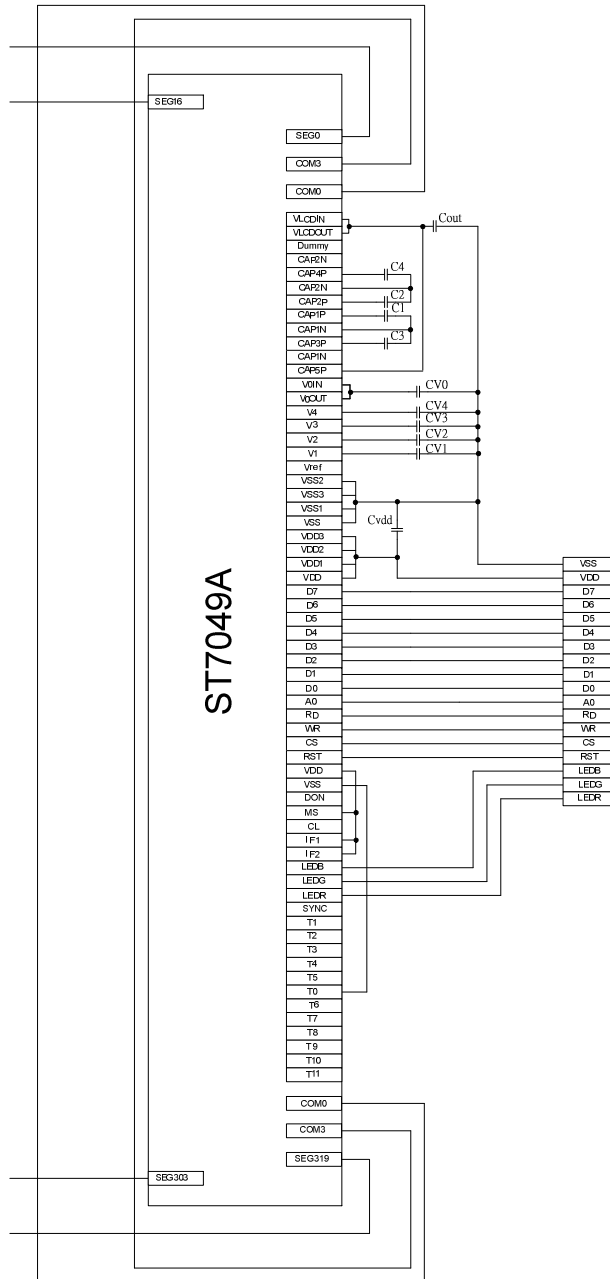 SEG16
SEG0
COM3
COM0
VLCDIN
VLCDOUT
Dummy
CAP2N
CAP4P
CAP2N
CAP2P
CAP1P
CAP1N
CAP3P
CAP1N
CAP5P
V0IN
V0OUT
V4
V3
V2
V1
Vref
VSS2
VSS3
VSS1
VSS
VDD3
VDD2
VDD1
VDD
D7
D6
D5
D4
D3
D2
D1
D0
A0
RD
WR
CS
RST
VDD
VSS
DON
MS
CL
IF1
IF2
LEDB
LEDG
LEDR
SYNC
T1
T2
T3
T4
T5
T0
T6
T7
T8
T9
T10
T11
COM0
COM3
SEG319
SEG303
ST7049A
Cout
C4
C2
C1
C3
CV0
CV4
CV3
CV2
CV1
Cvdd
VSS
VDD
D7
D6
D5
D4
D3
D2
D1
D0
A0
RD
WR
CS
RST
LEDB
LEDG
LEDR